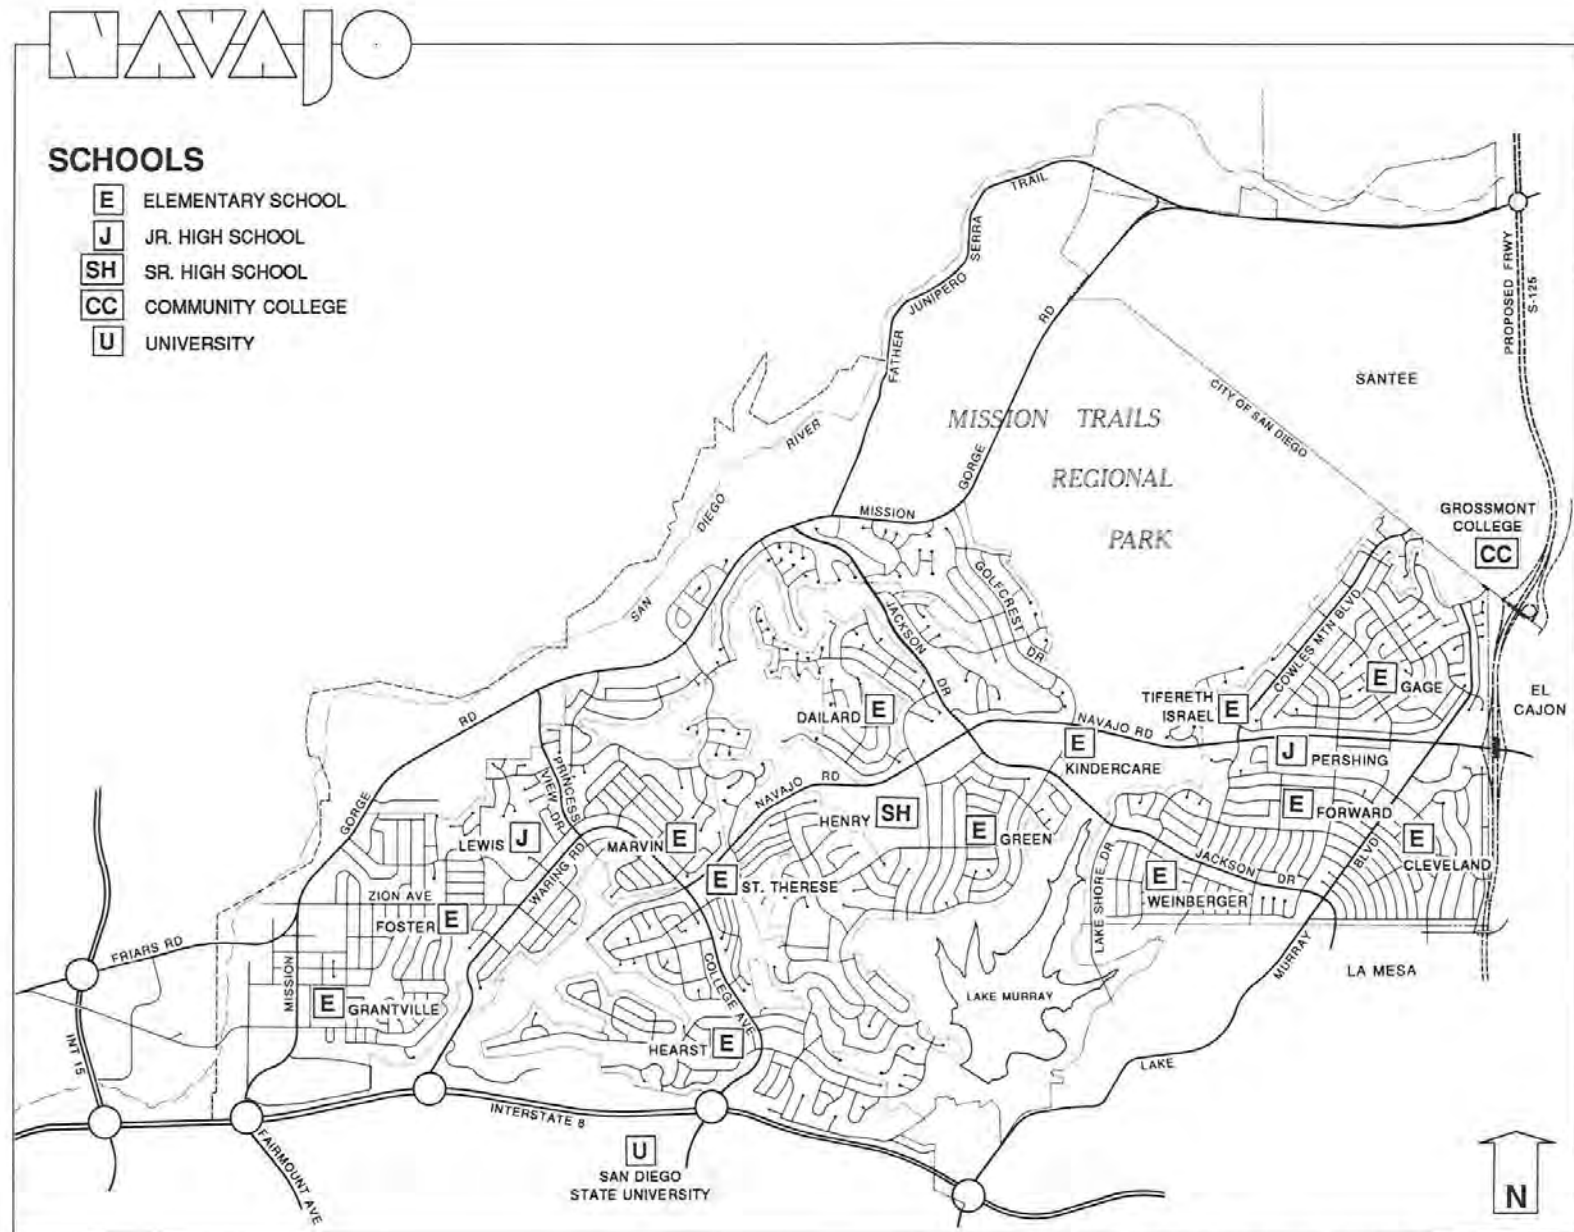 NAVAJO
SCHOOLS
E ELEMENTARY SCHOOL
J JR. HIGH SCHOOL
SH SR. HIGH SCHOOL
CC COMMUNITY COLLEGE
U UNIVERSITY
TRAIL
SERRA
JUNIPERO
FATHER
RD
GORGE
MISSION
PROPOSED FRWY
S-125
SANTEE
CITY OF SAN DIEGO
MISSION TRAILS
REGIONAL
PARK
RIVER
DIEGO
SAN
GROSSMONT
COLLEGE
CC
GOLFCREST
DR
JACKSON
DR
COWLES MTN BLVD
E GAGE
TIFERETH
ISRAEL E
EL
CAJON
DAILARD E
NAVAJO RD
E
KINDERCARE
J PERSHING
RD
GORGE
MISSION
PRINCESS
VIEW DR
NAVAJO
RD
HENRY SH
E GREEN
E FORWARD
E
CLEVELAND
BLVD
LEWIS J
MARVIN E
WARING RD
E ST. THERESE
LAKE SHORE DR
JACKSON
DR
E
WEINBERGER
ZION AVE
FOSTER E
FRIARS RD
COLLEGE AVE
MURRAY
LA MESA
LAKE MURRAY
E GRANTVILLE
INT 15
HEARST E
LAKE
INTERSTATE 8
FAIRMOUNT AVE
U
SAN DIEGO
STATE UNIVERSITY
N